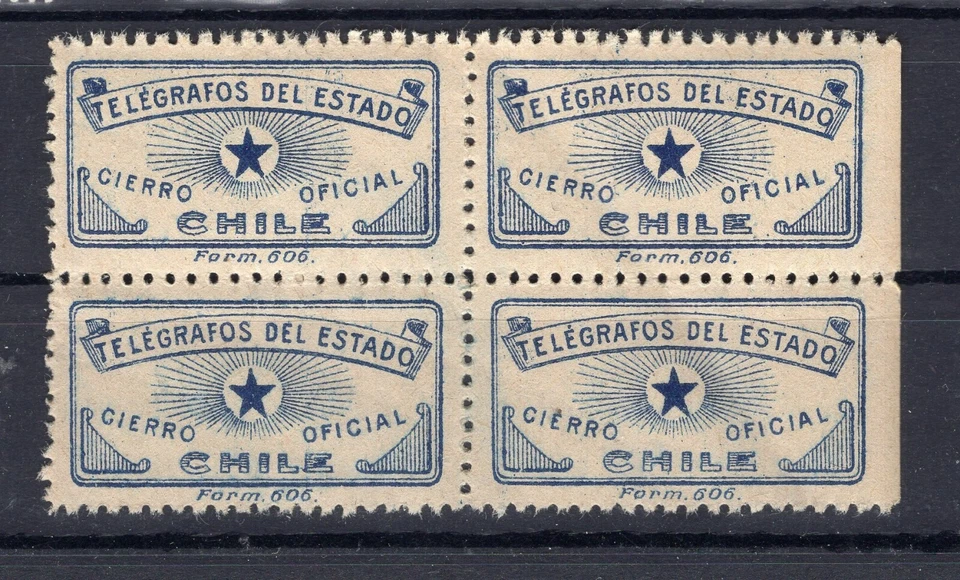 TELÉGRAFOS DEL ESTADO
CIERRO OFICIAL
CHILE
Form. 606.
TELÉGRAFOS DEL ESTADO
CIERRO OFICIAL
CHILE
Form. 606.
TELÉGRAFOS DEL ESTADO
CIERRO OFICIAL
CHILE
Form. 606.
TELÉGRAFOS DEL ESTADO
CIERRO OFICIAL
CHILE
Form. 606.